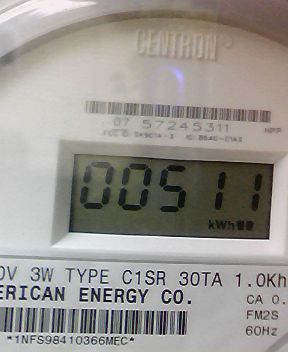 CENTRON
07 57245311
00511
kWh
0V 3W TYPE C1SR 30TA 1.0Kh
ERICAN ENERGY CO.
CA 0.
FM2S
60Hz
*1NFS98410366MEC*